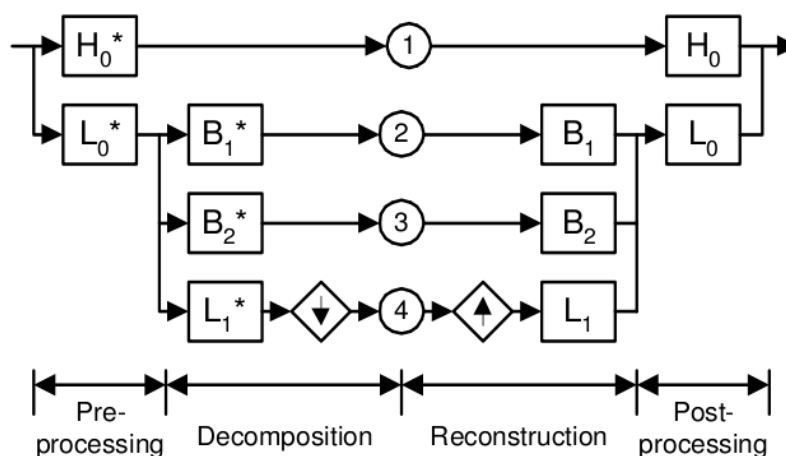 H₀* 1 H₀
L₀* B₁* 2 B₁ L₀
B₂* 3 B₂
L₁* 4 L₁
Pre-
processing Decomposition Reconstruction Post-
processing